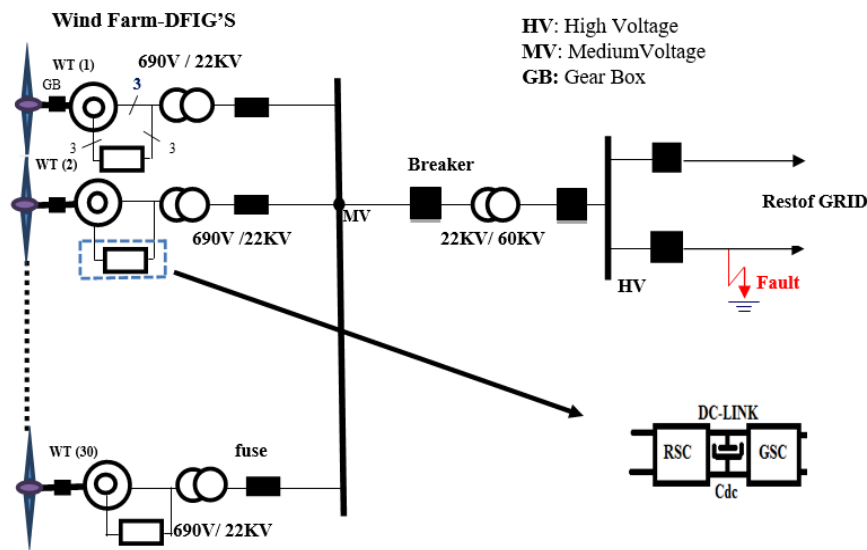 Wind Farm-DFIG'S
HV: High Voltage
MV: MediumVoltage
GB: Gear Box
WT (1)
690V / 22KV
GB
3
3
3
WT (2)
690V /22KV
MV
Breaker
22KV/ 60KV
HV
Restof GRID
Fault
WT (30)
fuse
690V/ 22KV
DC-LINK
RSC
GSC
Cdc